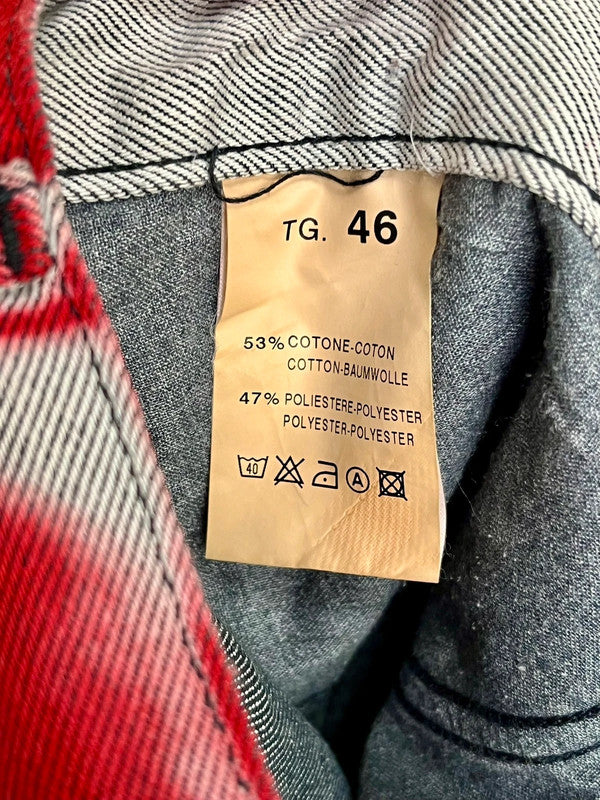 TG. 46
53% COTONE-COTON
COTTON-BAUMWOLLE
47% POLIESTERE-POLYESTER
POLYESTER-POLYESTER
40 A